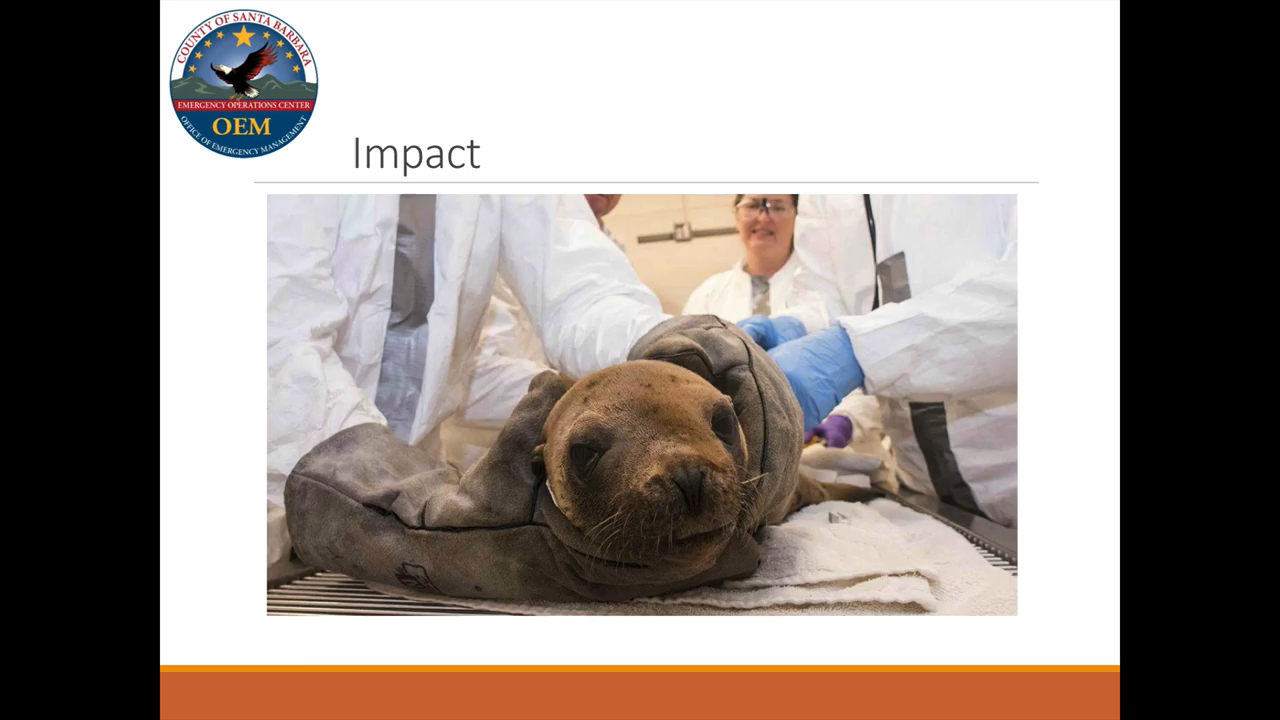 COUNTY OF SANTA BARBARA
EMERGENCY OPERATIONS CENTER
OEM
OFFICE OF EMERGENCY MANAGEMENT
Impact